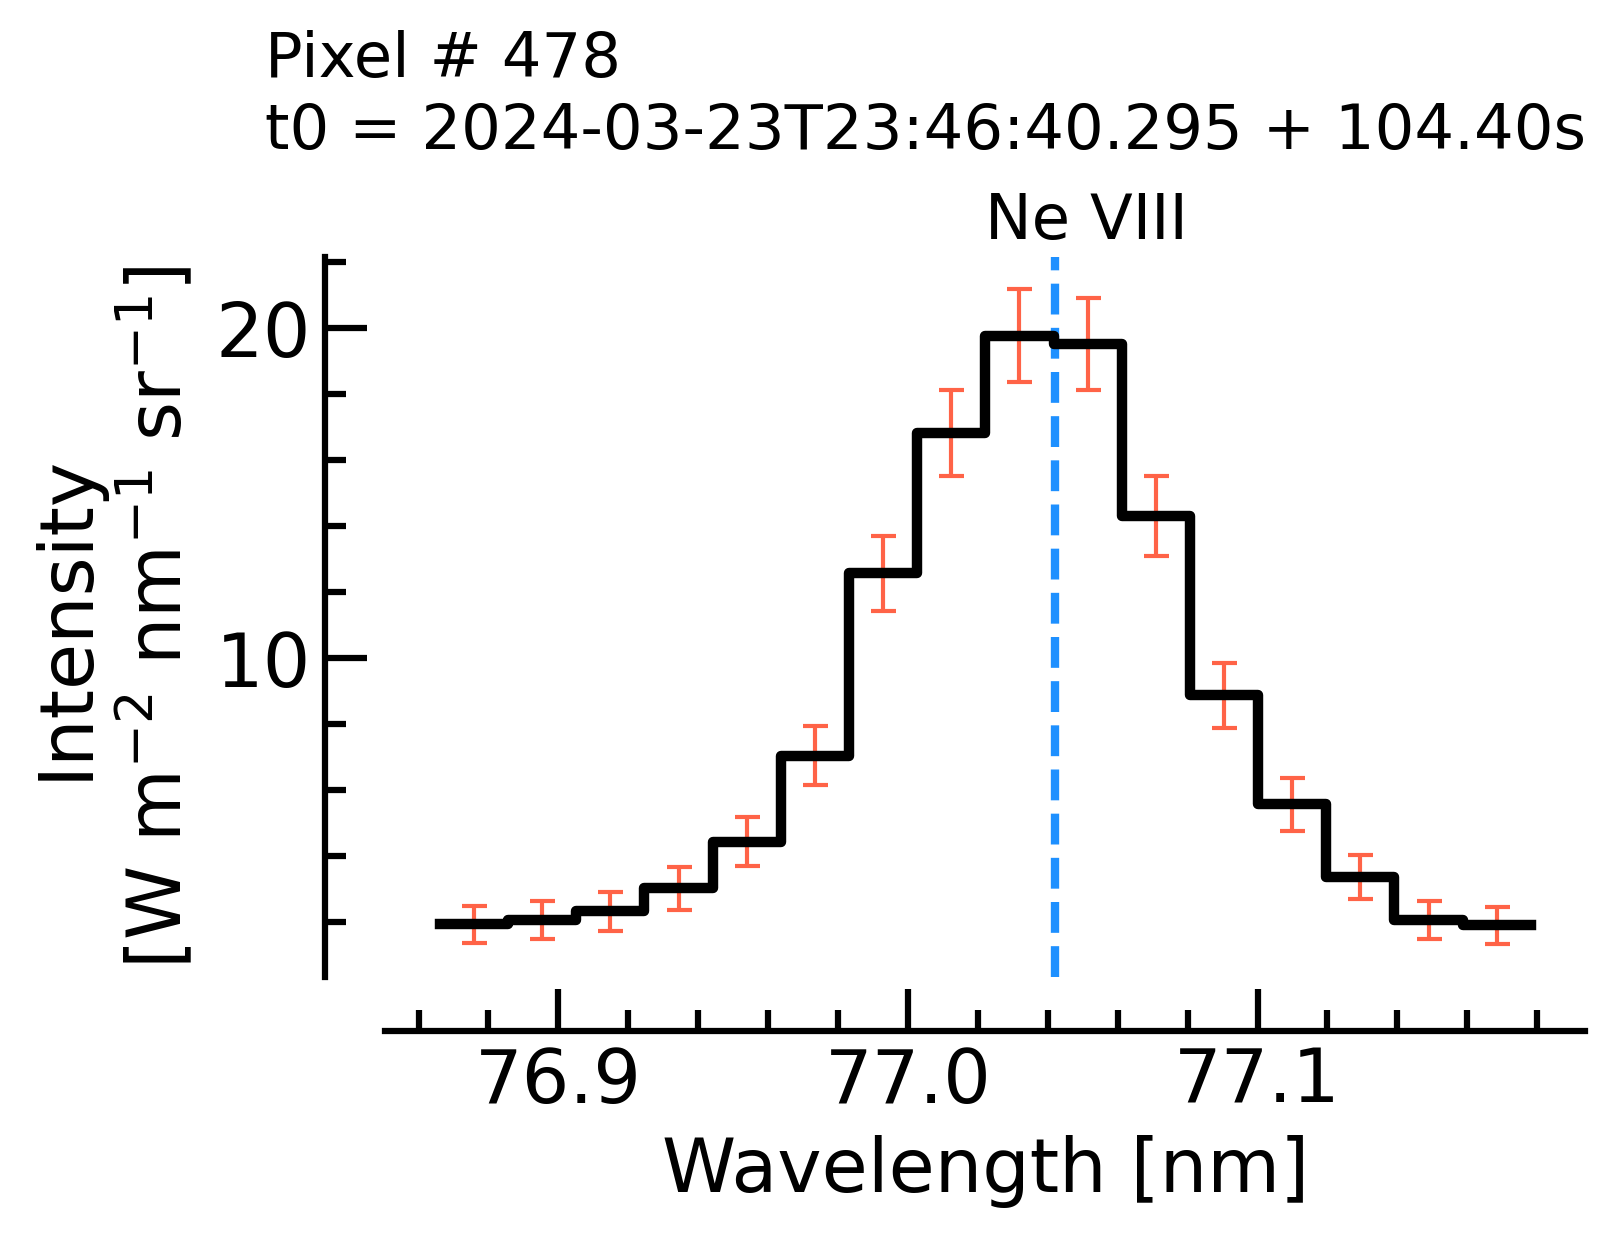 Pixel # 478
t0 = 2024-03-23T23:46:40.295 + 104.40s
Ne VIII
Intensity
[W m⁻² nm⁻¹ sr⁻¹]
20
10
76.9 77.0 77.1
Wavelength [nm]